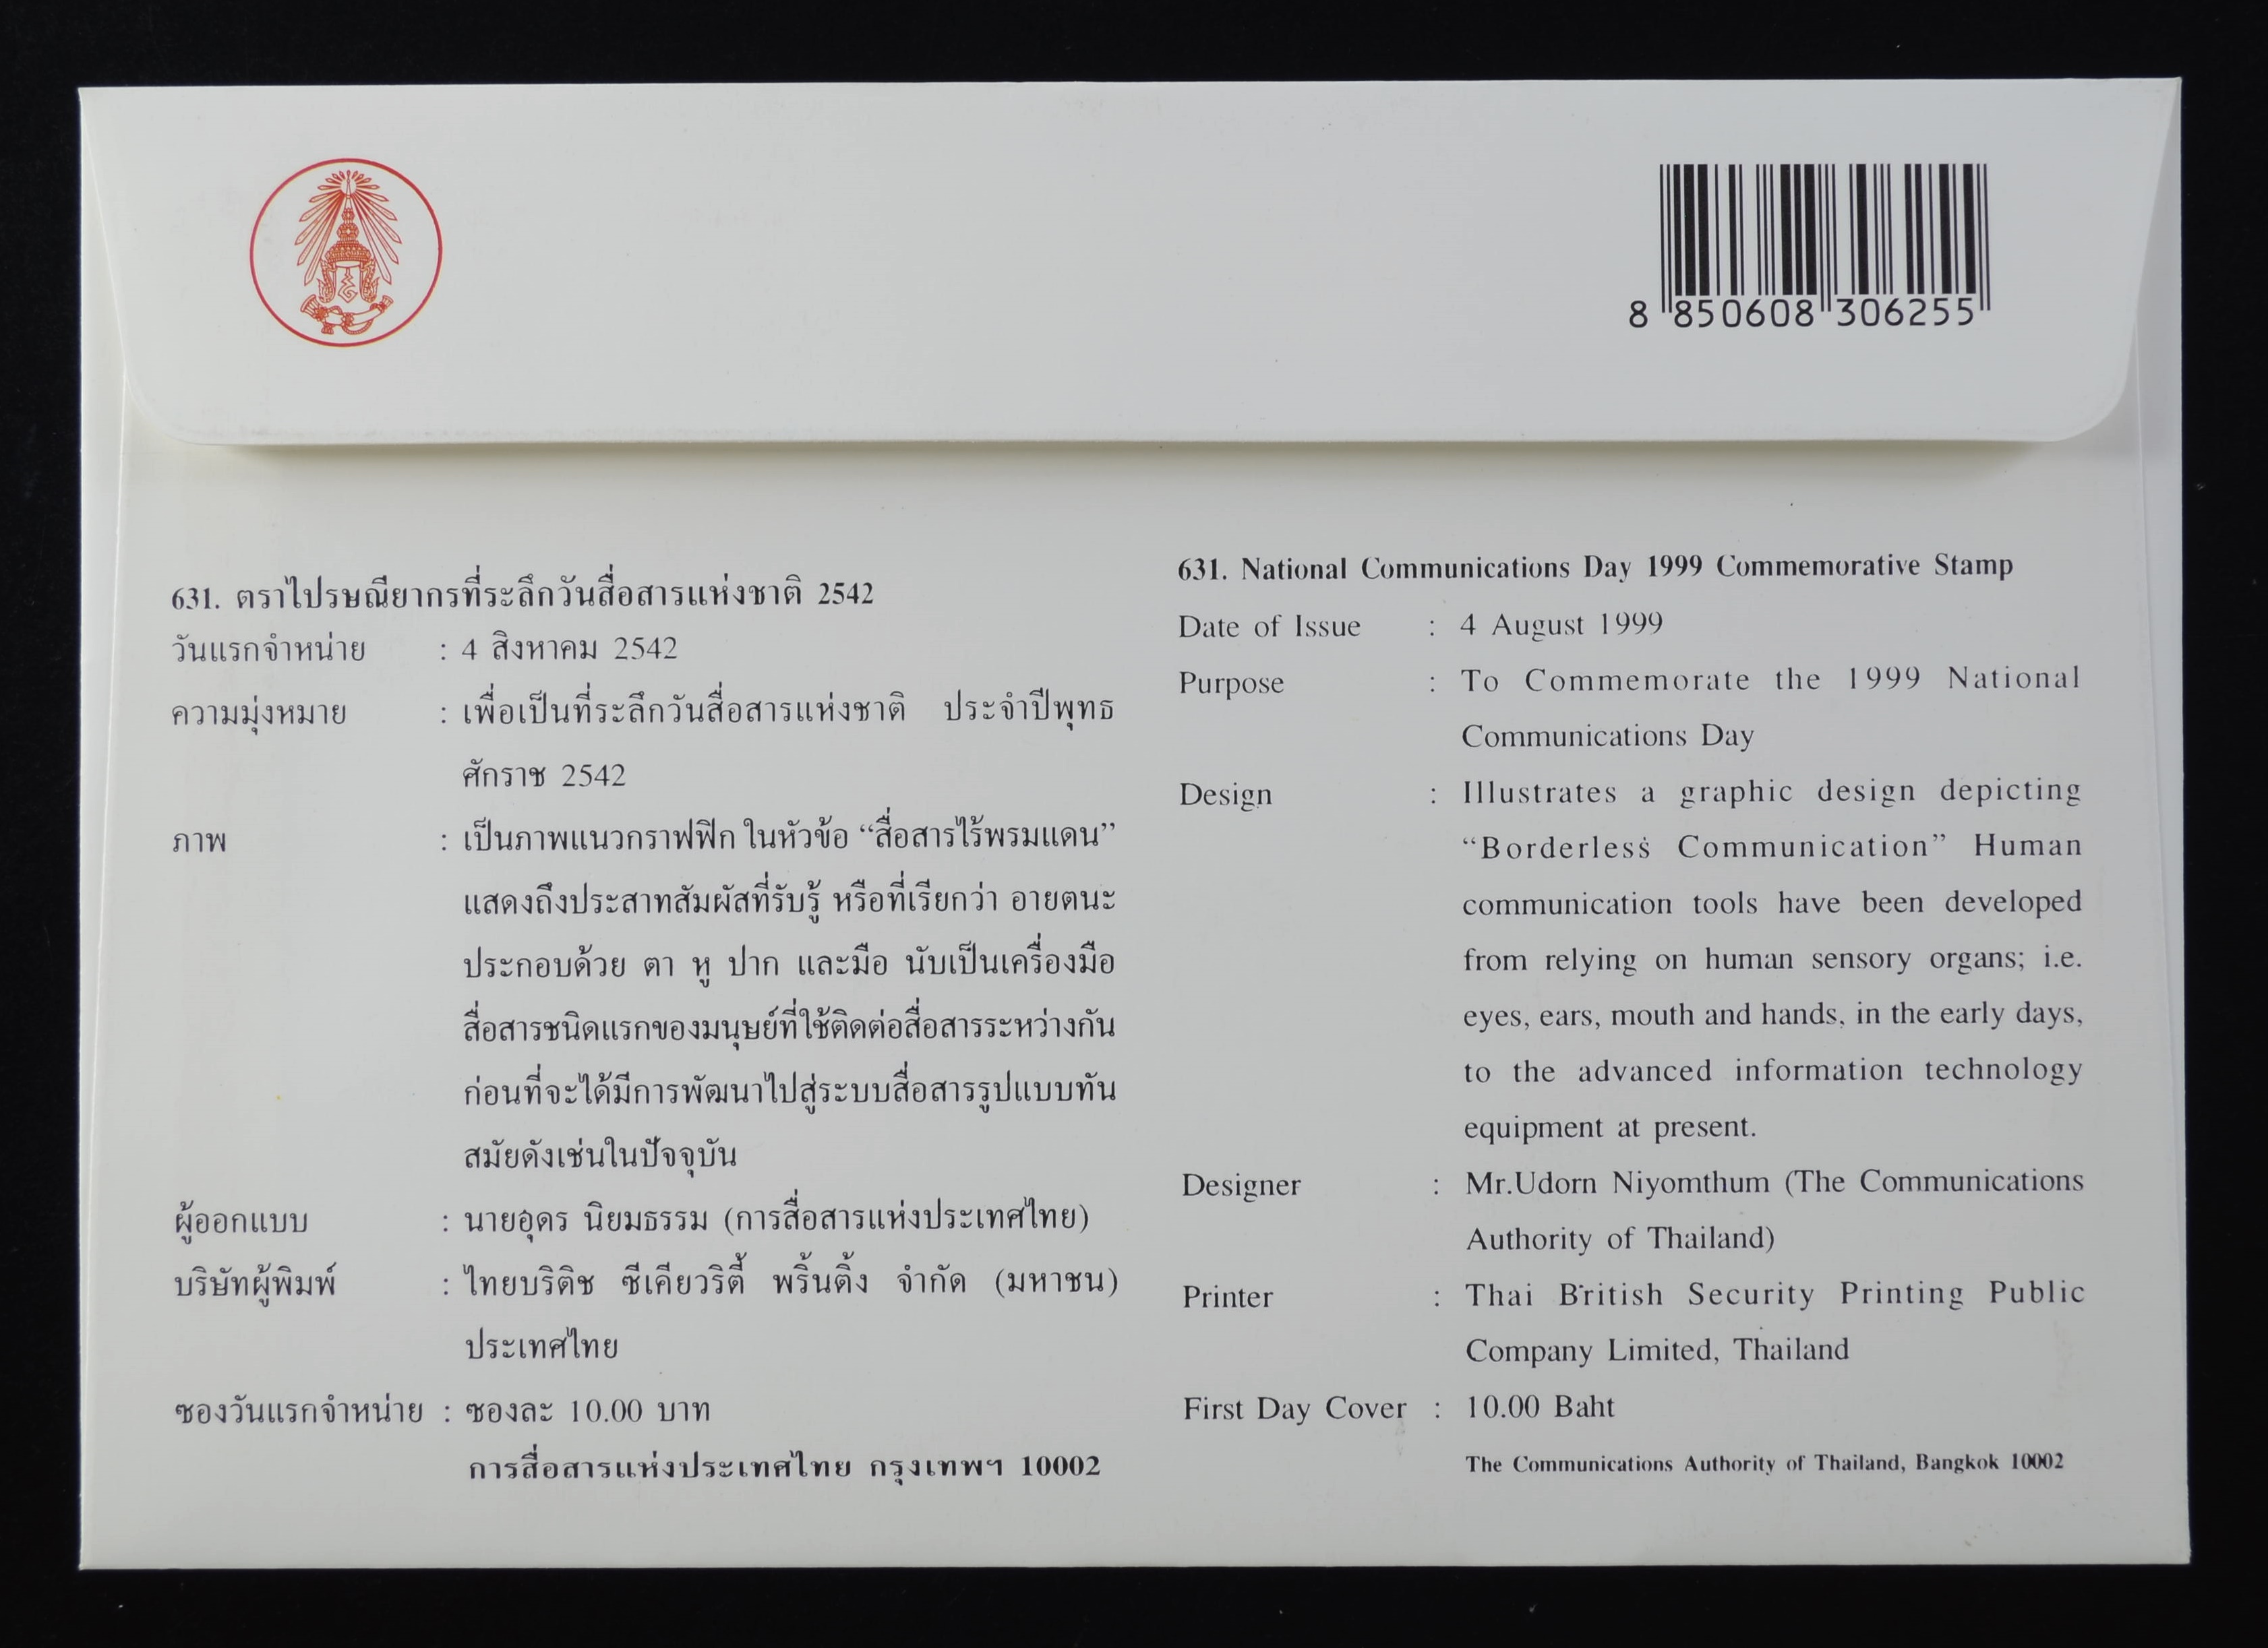 8 850608 306255
631. ตราไปรษณียากรที่ระลึกวันสื่อสารแห่งชาติ 2542
วันแรกจำหน่าย : 4 สิงหาคม 2542
ความมุ่งหมาย : เพื่อเป็นที่ระลึกวันสื่อสารแห่งชาติ ประจำปีพุทธ
ศักราช 2542
ภาพ : เป็นภาพแนวกราฟฟิก ในหัวข้อ “สื่อสารไร้พรมแดน”
แสดงถึงประสาทสัมผัสที่รับรู้ หรือที่เรียกว่า อายตนะ
ประกอบด้วย ตา หู ปาก และมือ นับเป็นเครื่องมือ
สื่อสารชนิดแรกของมนุษย์ที่ใช้ติดต่อสื่อสารระหว่างกัน
ก่อนที่จะได้มีการพัฒนาไปสู่ระบบสื่อสารรูปแบบทัน
สมัยดังเช่นในปัจจุบัน
ผู้ออกแบบ : นายอุดร นิยมธรรม (การสื่อสารแห่งประเทศไทย)
บริษัทผู้พิมพ์ : ไทยบริติช ซีเคียวริตี้ พริ้นติ้ง จำกัด (มหาชน)
ประเทศไทย
ซองวันแรกจำหน่าย : ซองละ 10.00 บาท
การสื่อสารแห่งประเทศไทย กรุงเทพฯ 10002
631. National Communications Day 1999 Commemorative Stamp
Date of Issue : 4 August 1999
Purpose : To Commemorate the 1999 National
Communications Day
Design : Illustrates a graphic design depicting
“Borderless Communication” Human
communication tools have been developed
from relying on human sensory organs; i.e.
eyes, ears, mouth and hands, in the early days,
to the advanced information technology
equipment at present.
Designer : Mr.Udorn Niyomthum (The Communications
Authority of Thailand)
Printer : Thai British Security Printing Public
Company Limited, Thailand
First Day Cover : 10.00 Baht
The Communications Authority of Thailand, Bangkok 10002